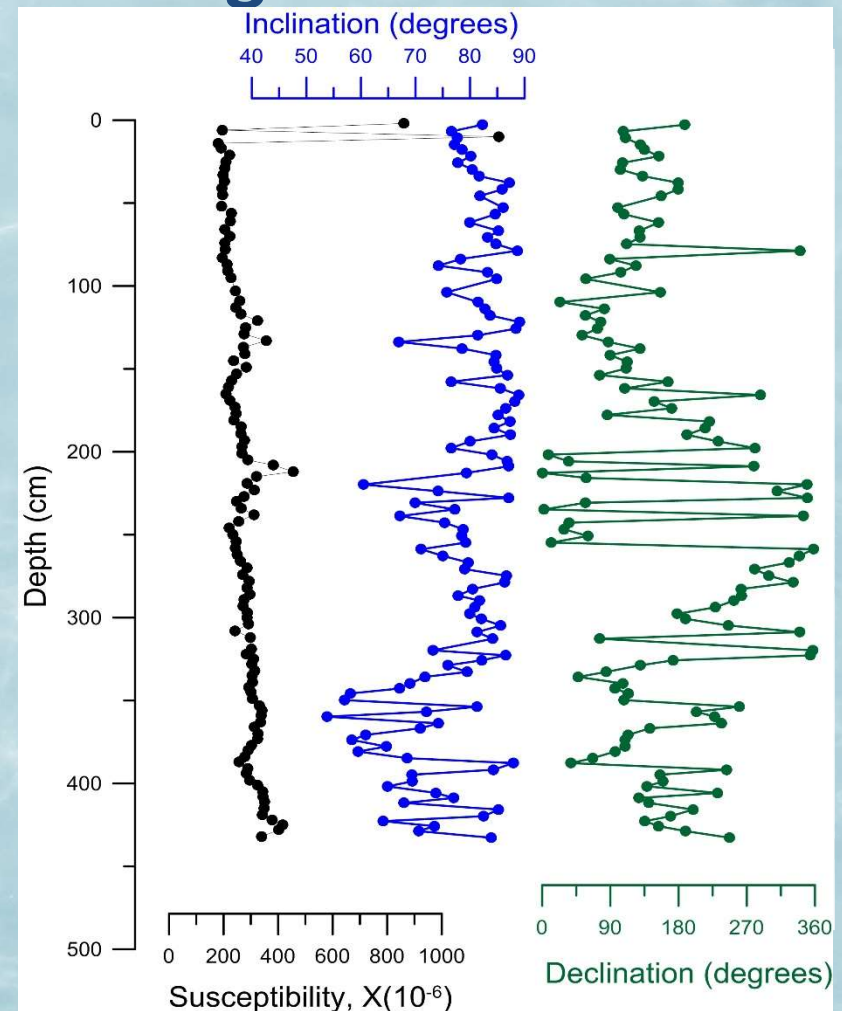 Inclination (degrees)
40 50 60 70 80 90
0
100
200
300
400
500
Depth (cm)
0 200 400 600 800 1000
Susceptibility, X(10⁻⁶)
0 90 180 270 360
Declination (degrees)